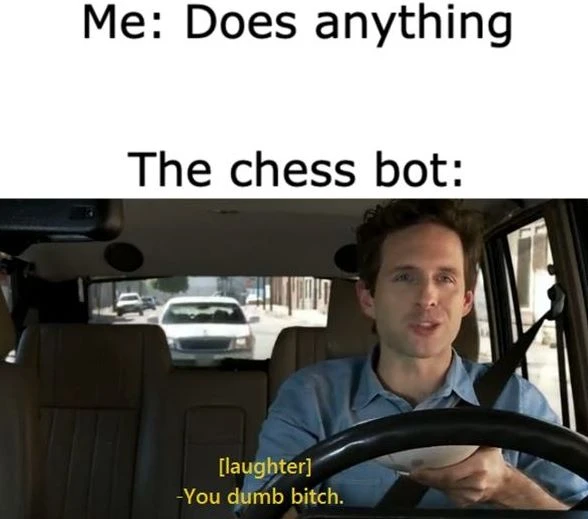 Me: Does anything
The chess bot:
[laughter]
-You dumb bitch.